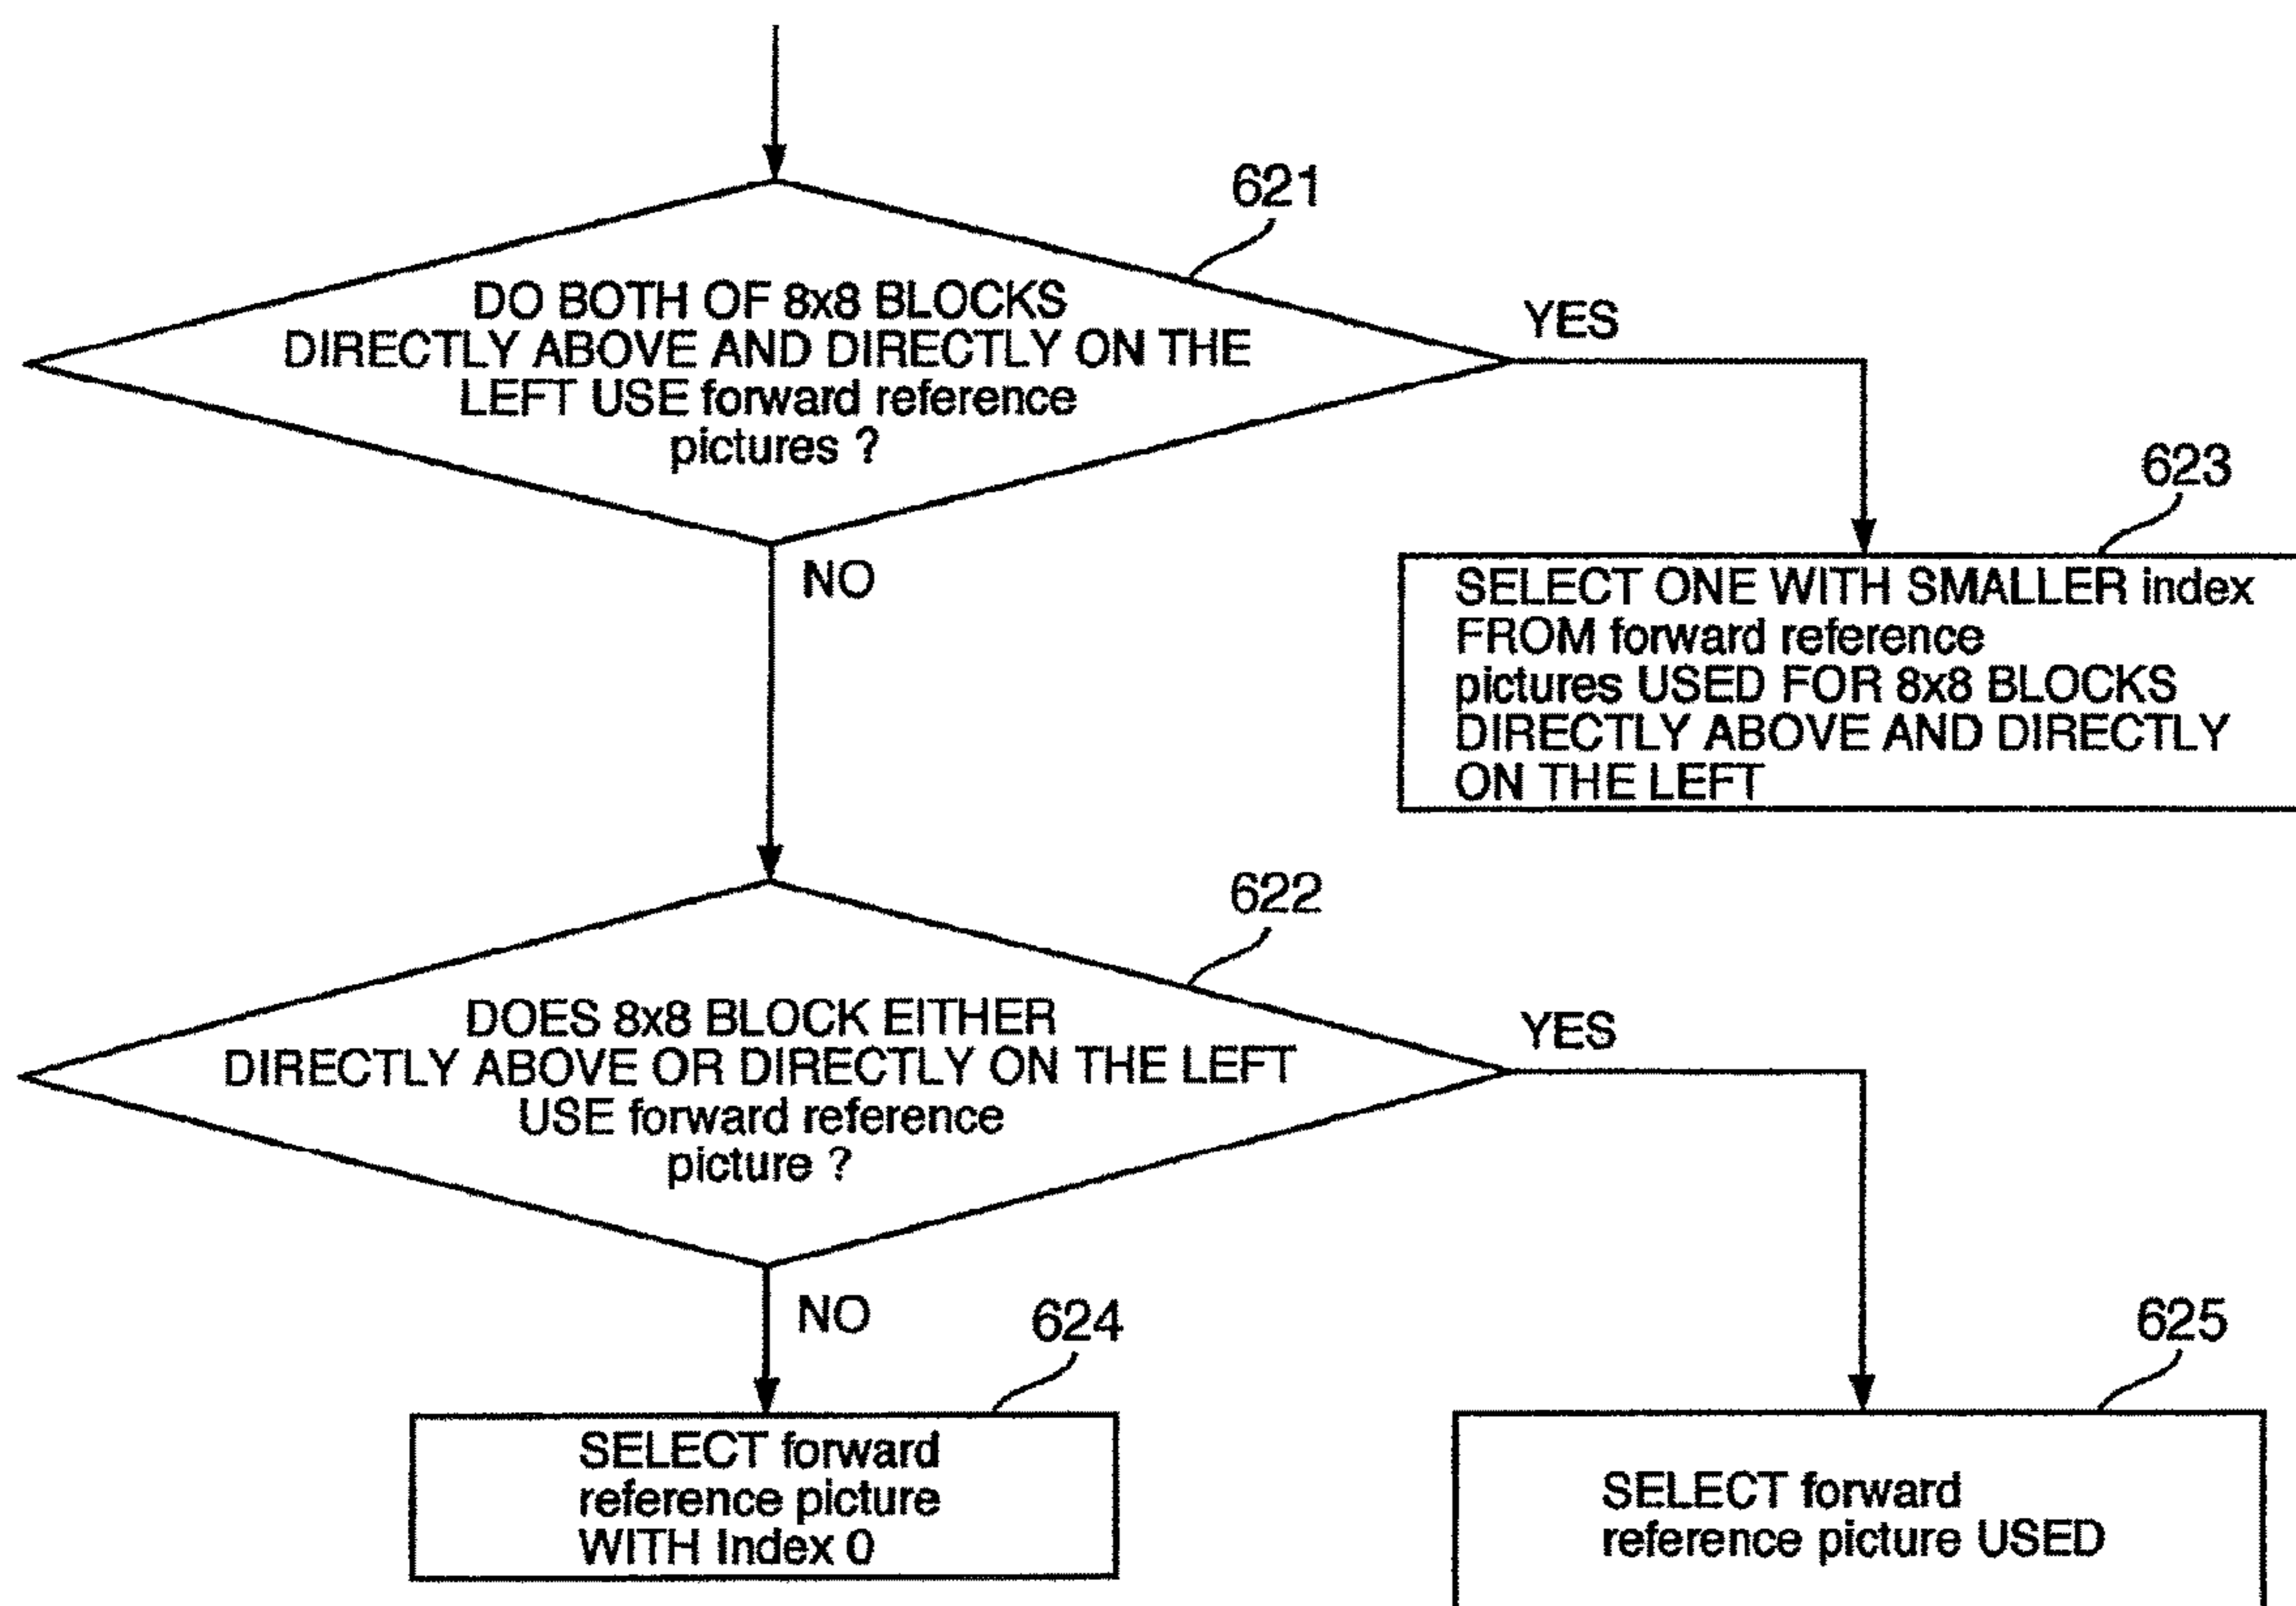 621
DO BOTH OF 8x8 BLOCKS
DIRECTLY ABOVE AND DIRECTLY ON THE
LEFT USE forward reference
pictures ?
YES
NO
623
SELECT ONE WITH SMALLER index
FROM forward reference
pictures USED FOR 8x8 BLOCKS
DIRECTLY ABOVE AND DIRECTLY
ON THE LEFT
622
DOES 8x8 BLOCK EITHER
DIRECTLY ABOVE OR DIRECTLY ON THE LEFT
USE forward reference
picture ?
YES
NO
624
SELECT forward
reference picture
WITH Index 0
625
SELECT forward
reference picture USED